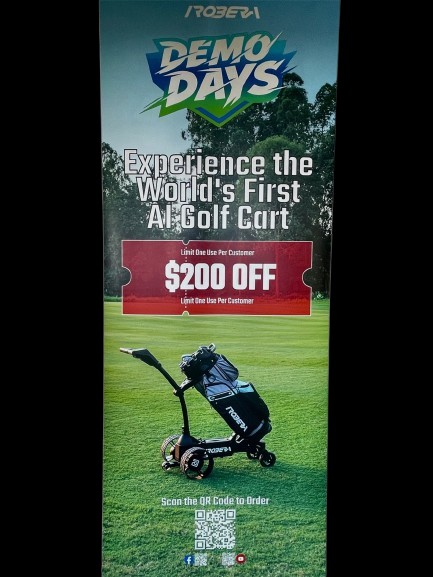 ROBERA
DEMO
DAYS
Experience the
World's First
AI Golf Cart
Limit One Use Per Customer
$200 OFF
Limit One Use Per Customer
ROBERA
ROBERA
Scan the QR Code to Order